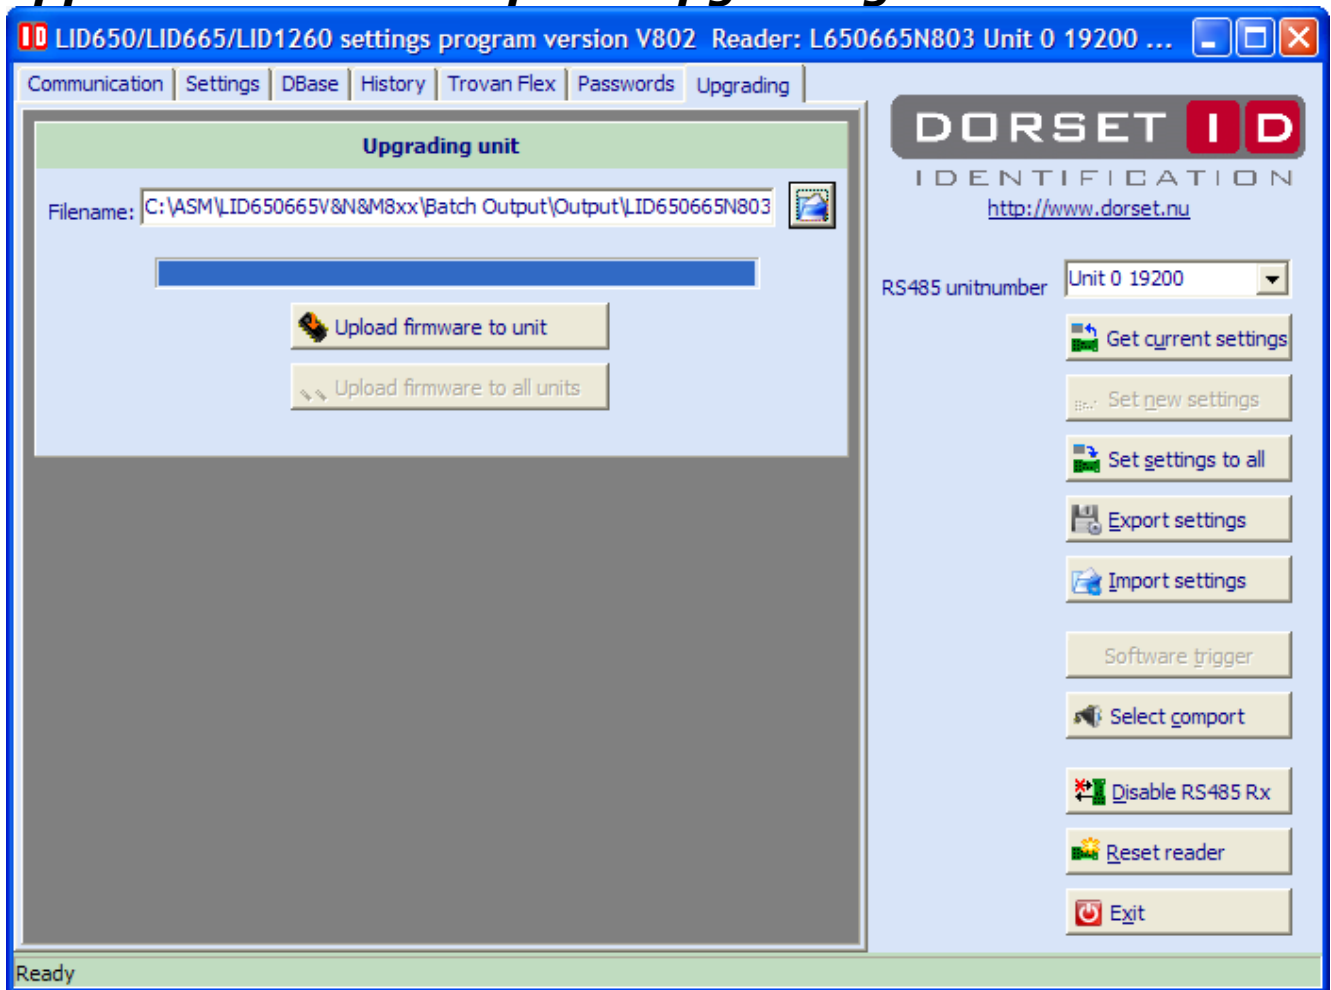 LID650/LID665/LID1260 settings program version V802 Reader: L650665N803 Unit 0 19200 ...
Communication Settings DBase History Trovan Flex Passwords Upgrading
Upgrading unit
Filename: C:\ASM\LID650665V&N&M8xx\Batch Output\Output\LID650665N803
Upload firmware to unit
Upload firmware to all units
DORSET ID
IDENTIFICATION
http://www.dorset.nu
RS485 unitnumber Unit 0 19200
Get current settings
Set new settings
Set settings to all
Export settings
Import settings
Software trigger
Select comport
Disable RS485 Rx
Reset reader
Exit
Ready